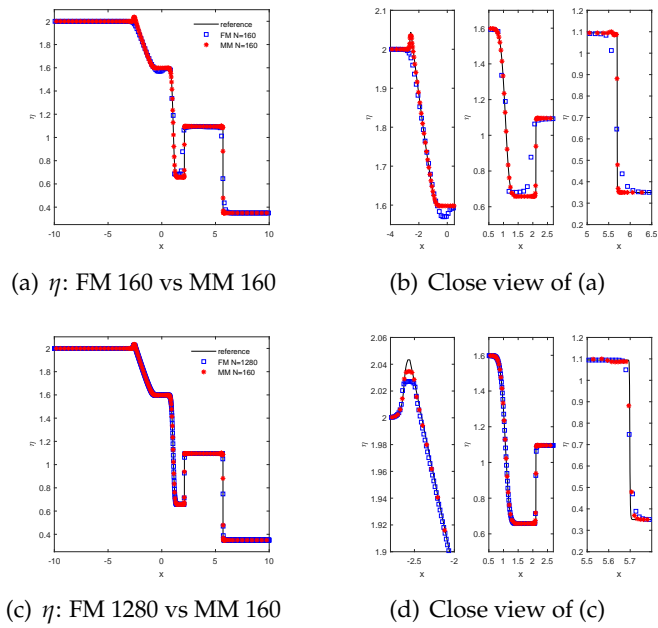 reference
FM N=160
MM N=160
η
2
1.8
1.6
1.4
1.2
1
0.8
0.6
0.4
-10 -5 0 5 10
x
(a) η: FM 160 vs MM 160
η
2
1.9
1.8
1.7
1.6
-4 -2 0
x
η
1.6
1.4
1.2
1
0.8
0.6
0.5 1 1.5 2 2.5
x
η
1.2
1.1
1
0.9
0.8
0.7
0.6
0.5
0.4
0.3
0.2
5 5.5 6 6.5
x
(b) Close view of (a)
reference
FM N=1280
MM N=160
η
2
1.8
1.6
1.4
1.2
1
0.8
0.6
0.4
-10 -5 0 5 10
x
(c) η: FM 1280 vs MM 160
η
2.06
2.04
2.02
2
1.98
1.96
1.94
1.92
1.9
-2.5 -2
x
η
1.6
1.4
1.2
1
0.8
0.6
0.5 1 1.5 2 2.5
x
η
1.2
1.1
1
0.9
0.8
0.7
0.6
0.5
0.4
0.3
0.2
5.5 5.6 5.7
x
(d) Close view of (c)